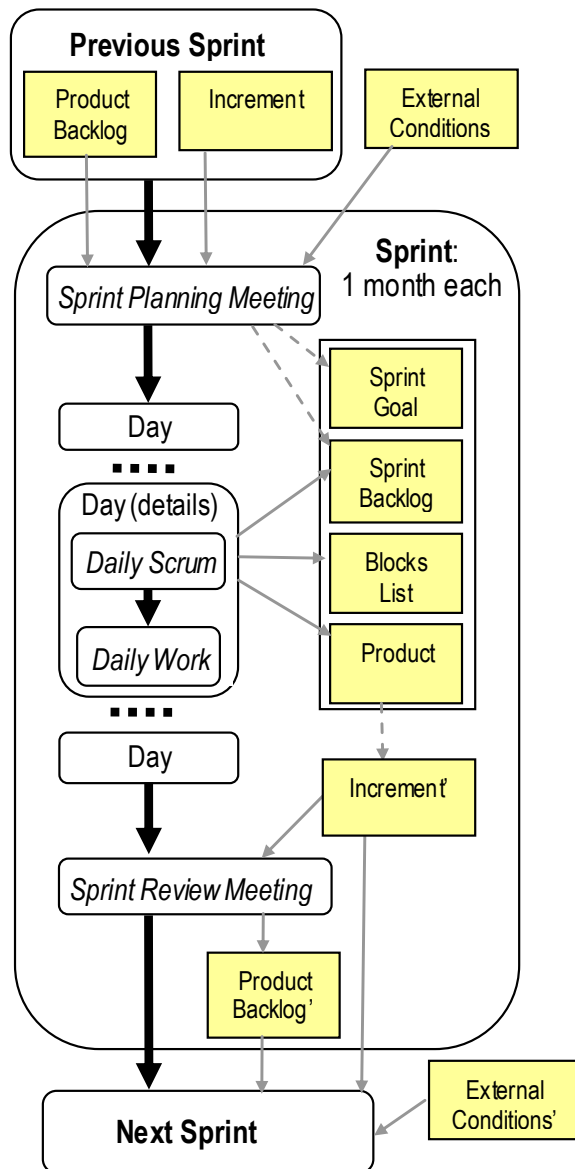 Previous Sprint
Product
Backlog
Increment
External
Conditions
Sprint:
1 month each
Sprint Planning Meeting
Sprint
Goal
Day
Sprint
Backlog
Day (details)
Daily Scrum
Blocks
List
Daily Work
Product
Day
Increment’
Sprint Review Meeting
Product
Backlog’
External
Conditions’
Next Sprint